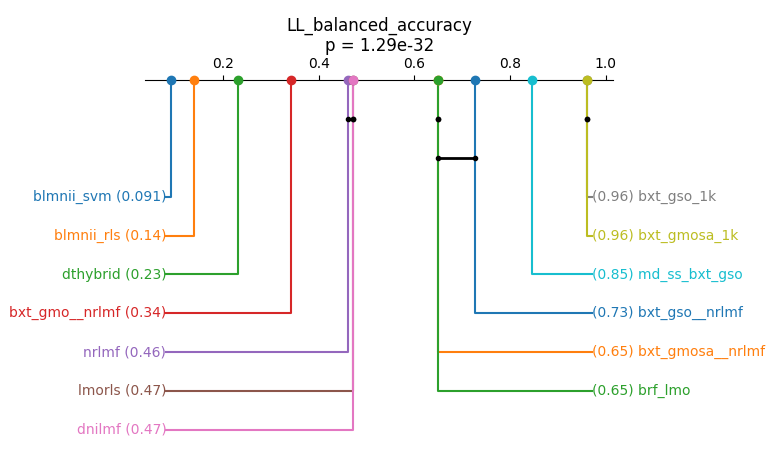 LL_balanced_accuracy
p = 1.29e-32
0.2 0.4 0.6 0.8 1.0
blmnii_svm (0.091) (0.96) bxt_gso_1k
blmnii_rls (0.14) (0.96) bxt_gmosa_1k
dthybrid (0.23) (0.85) md_ss_bxt_gso
bxt_gmo__nrlmf (0.34) (0.73) bxt_gso__nrlmf
nrlmf (0.46) (0.65) bxt_gmosa__nrlmf
lmorls (0.47) (0.65) brf_lmo
dnilmf (0.47)